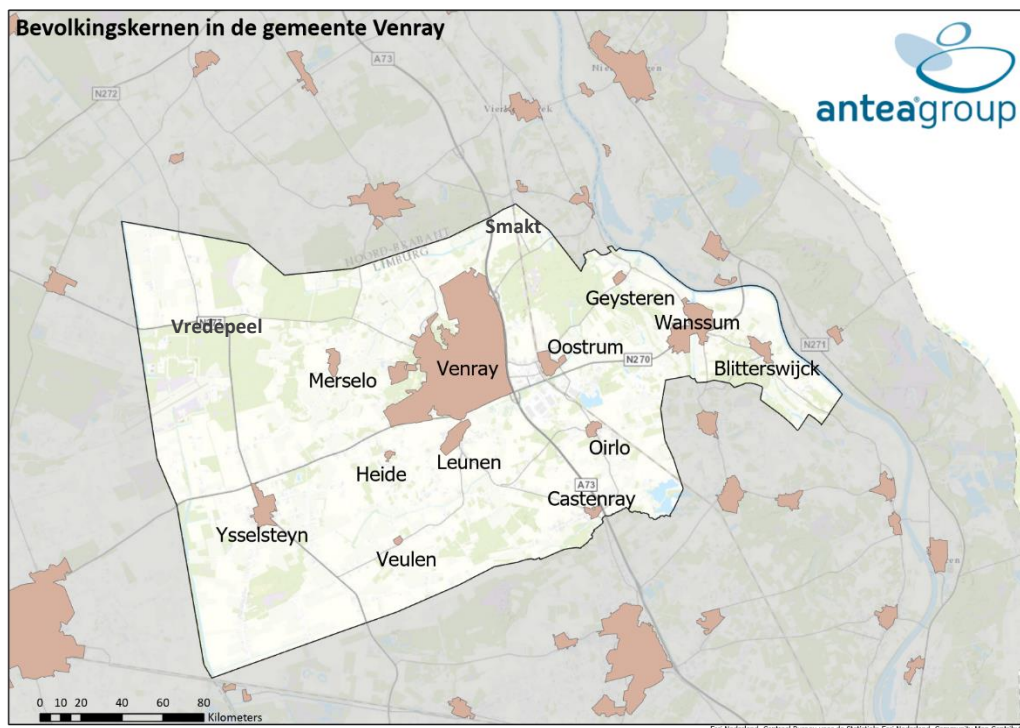 Bevolkingskernen in de gemeente Venray
anteagroup
A73
N272
NOORD-BRABANT
LIMBURG
Smakt
Geysteren
Wanssum
Vredepeel
Oostrum
N270
N271
Merselo
Venray
Blitterswijck
Heide
Leunen
Oirlo
A73
Castenray
Ysselsteyn
Veulen
0 10 20 40 60 80
Kilometers